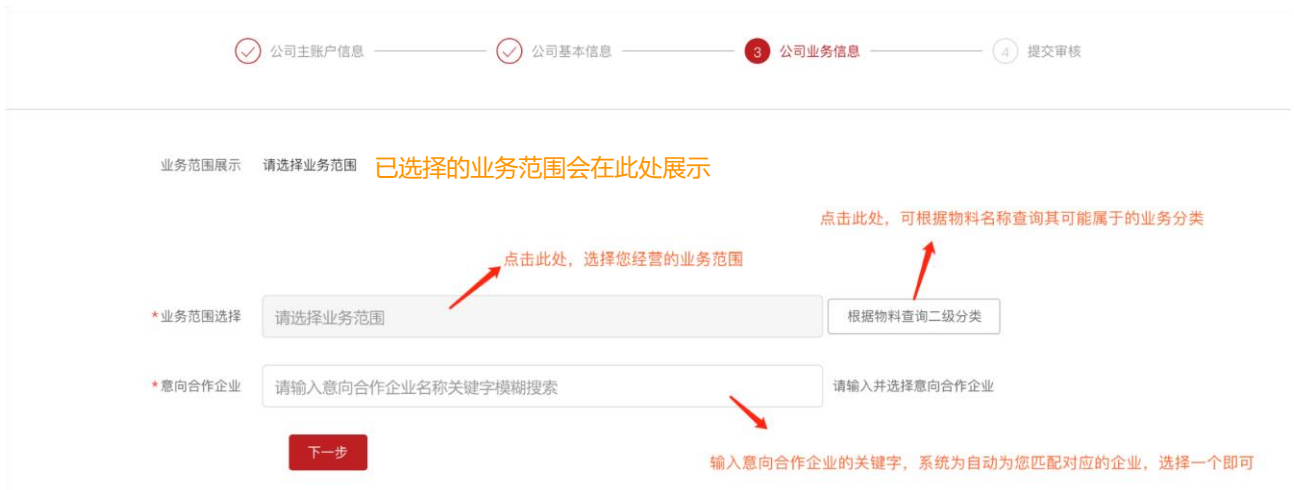 公司主账户信息 公司基本信息 3 公司业务信息 4 提交审核
业务范围展示 请选择业务范围 已选择的业务范围会在此处展示
点击此处，可根据物料名称查询其可能属于的业务分类
点击此处，选择您经营的业务范围
*业务范围选择 请选择业务范围 根据物料查询二级分类
*意向合作企业 请输入意向合作企业名称关键字模糊搜索 请输入并选择意向合作企业
下一步
输入意向合作企业的关键字，系统为自动为您匹配对应的企业，选择一个即可